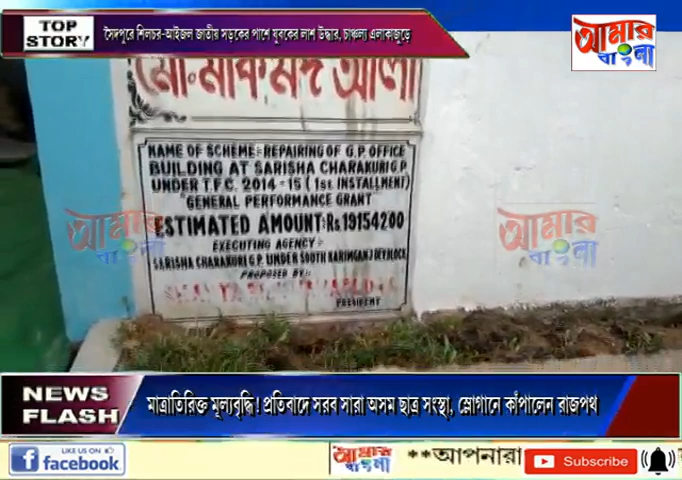 TOP
STORY
সৈদপুরে শিলচর-আইজল জাতীয় সড়কের পাশে যুবকের লাশ উদ্ধার, চাঞ্চল্য এলাকাজুড়ে
আমার
বাংলা
NAME OF SCHEME:-REPAIRING OF G.P. OFFICE
BUILDING AT SARISHA CHARAKURI G.P.
UNDER T.F.C. 2014-15 (1st. INSTALLMENT)
GENERAL PERFORMANCE GRANT
ESTIMATED AMOUNT:-Rs 19154200
EXECUTING AGENCY:-
SARISHA CHARAKURI G.P. UNDER SOUTH KARIMGANJ DEV.BLOCK
PROPOSED BY:-
PRESIDENT
আমার
বাংলা
আমার
বাংলা
NEWS
FLASH
মাত্রাতিরিক্ত মূল্যবৃদ্ধি! প্রতিবাদে সরব সারা অসম ছাত্র সংস্থা, স্লোগানে কাঁপালেন রাজপথ
LIKE US ON
facebook
আমার
বাংলা
**আপনারা
Subscribe